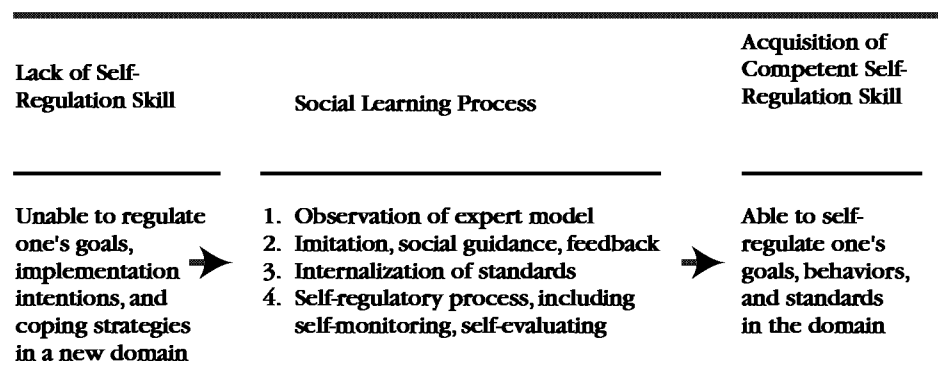 Lack of Self-
Regulation Skill
Social Learning Process
Acquisition of
Competent Self-
Regulation Skill
Unable to regulate
one's goals,
implementation
intentions, and
coping strategies
in a new domain
1. Observation of expert model
2. Imitation, social guidance, feedback
3. Internalization of standards
4. Self-regulatory process, including
self-monitoring, self-evaluating
Able to self-
regulate one's
goals, behaviors,
and standards
in the domain